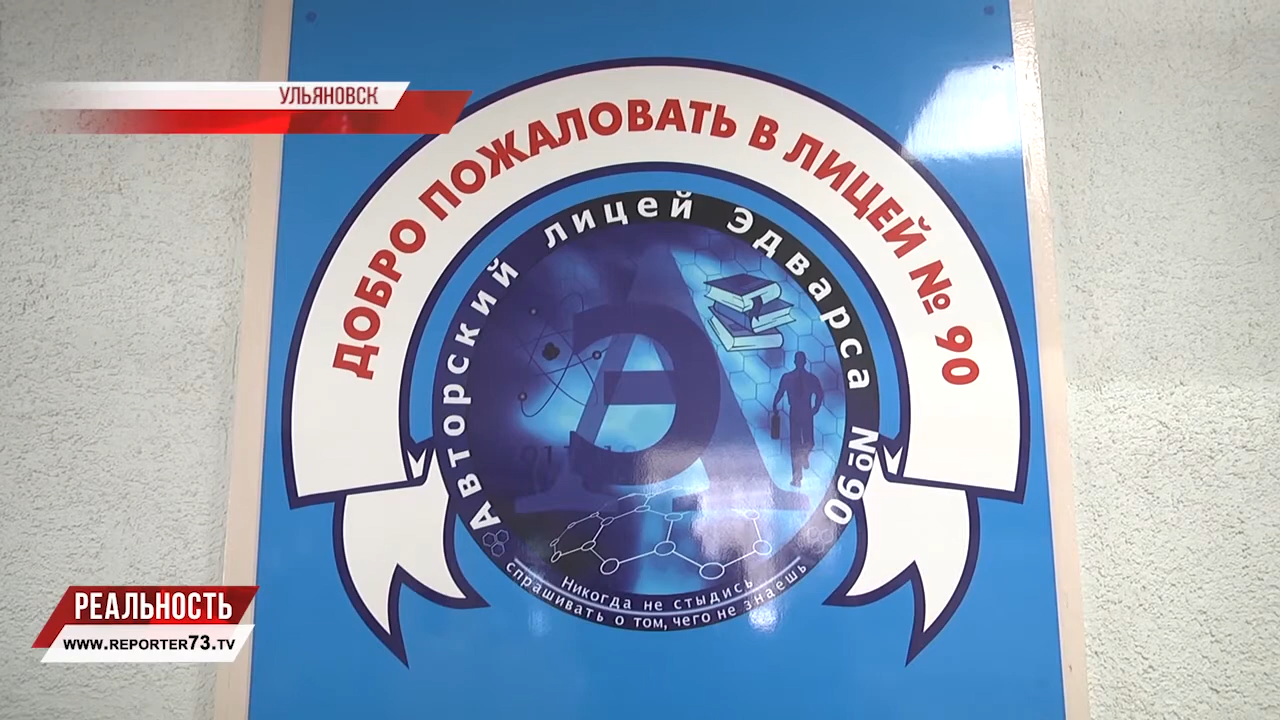 УЛЬЯНОВСК
ДОБРО ПОЖАЛОВАТЬ В ЛИЦЕЙ № 90
Авторский лицей Эдварса №90
Никогда не стыдись
спрашивать о том, чего не знаешь
ЭА
РЕАЛЬНОСТЬ
WWW.REPORTER73.TV